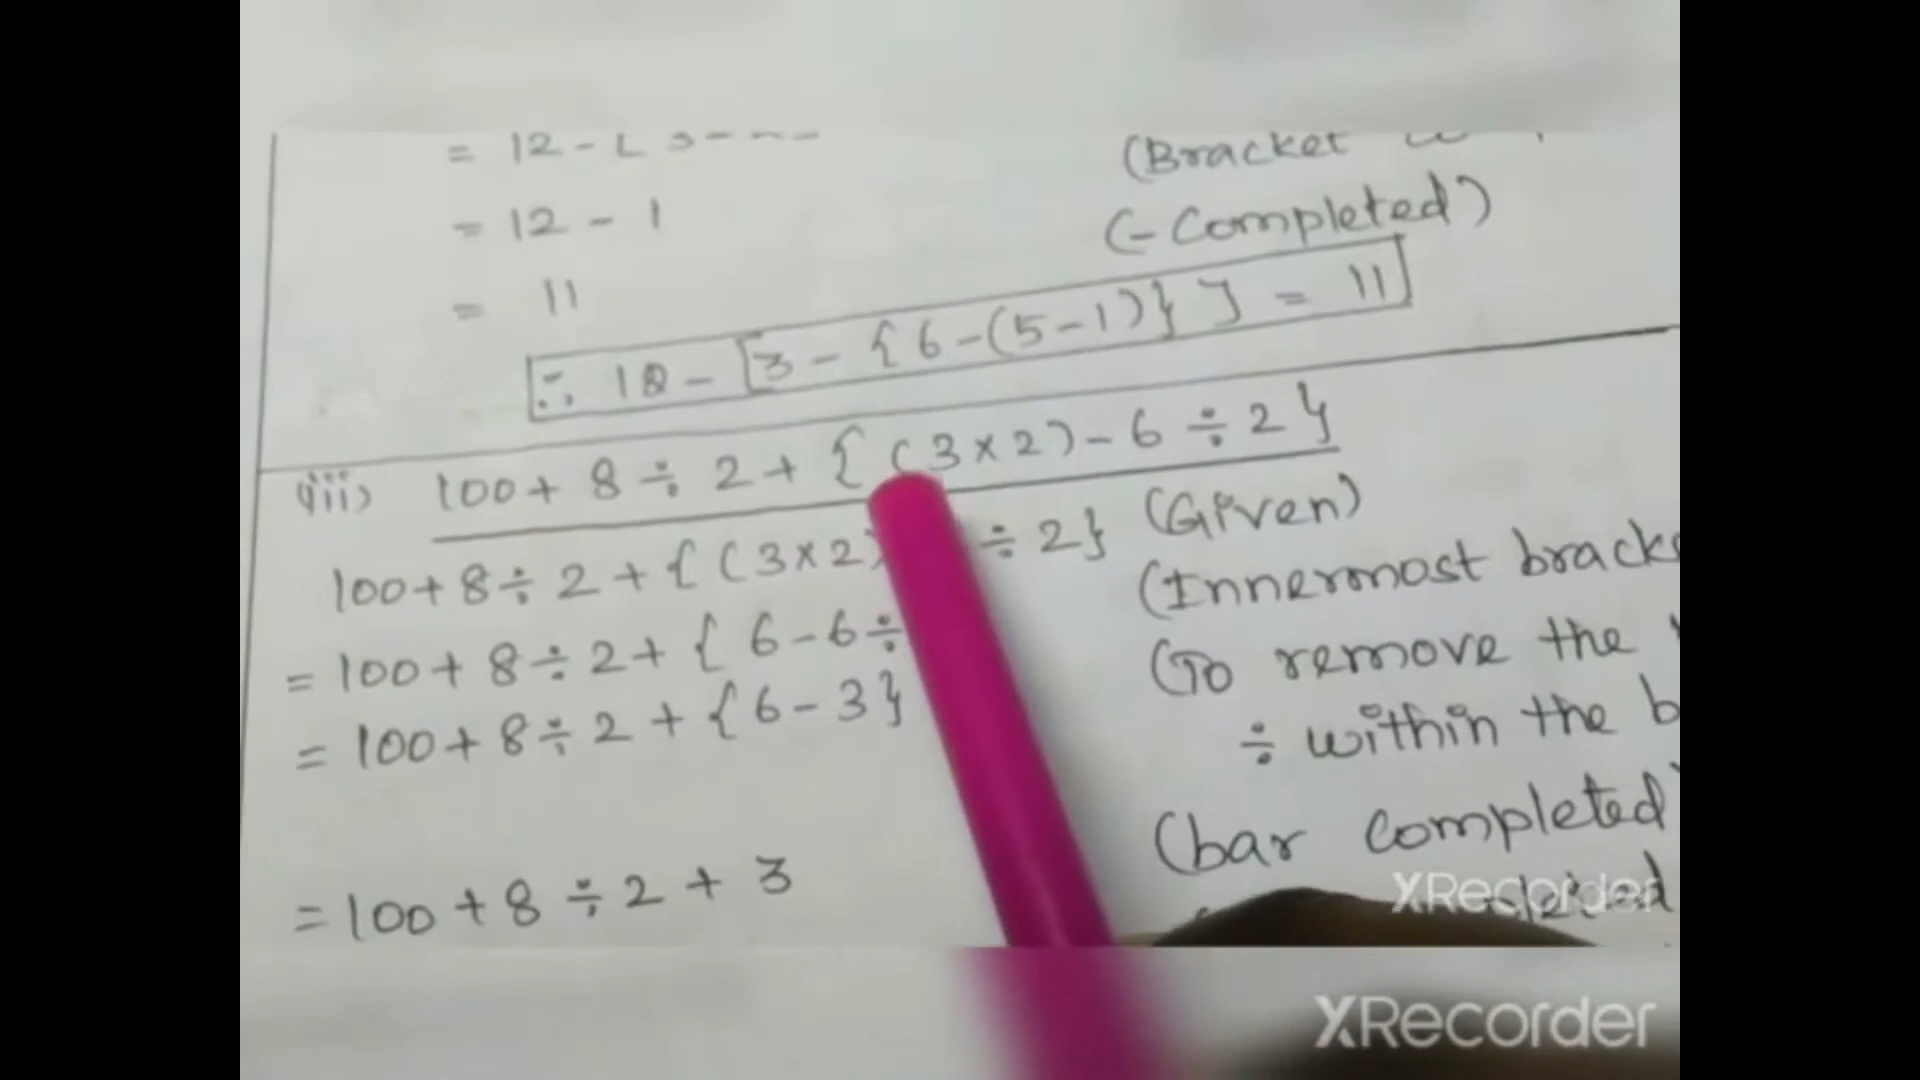 = 12 -
(Bracket
= 12 - 1
(- Completed)
= 11
∴ 12 - [3 - {6 - (5 - 1)}] = 11
iii) 100 + 8 ÷ 2 + { (3 × 2) - 6 ÷ 2 }
100 + 8 ÷ 2 + { (3 × 2) ÷ 2} (Given)
(Innermost
= 100 + 8 ÷ 2 + { 6 - 6 ÷
(To remove the
= 100 + 8 ÷ 2 + {6 - 3}
÷ within the
(bar completed)
= 100 + 8 ÷ 2 + 3
XRecorder
XRecorder